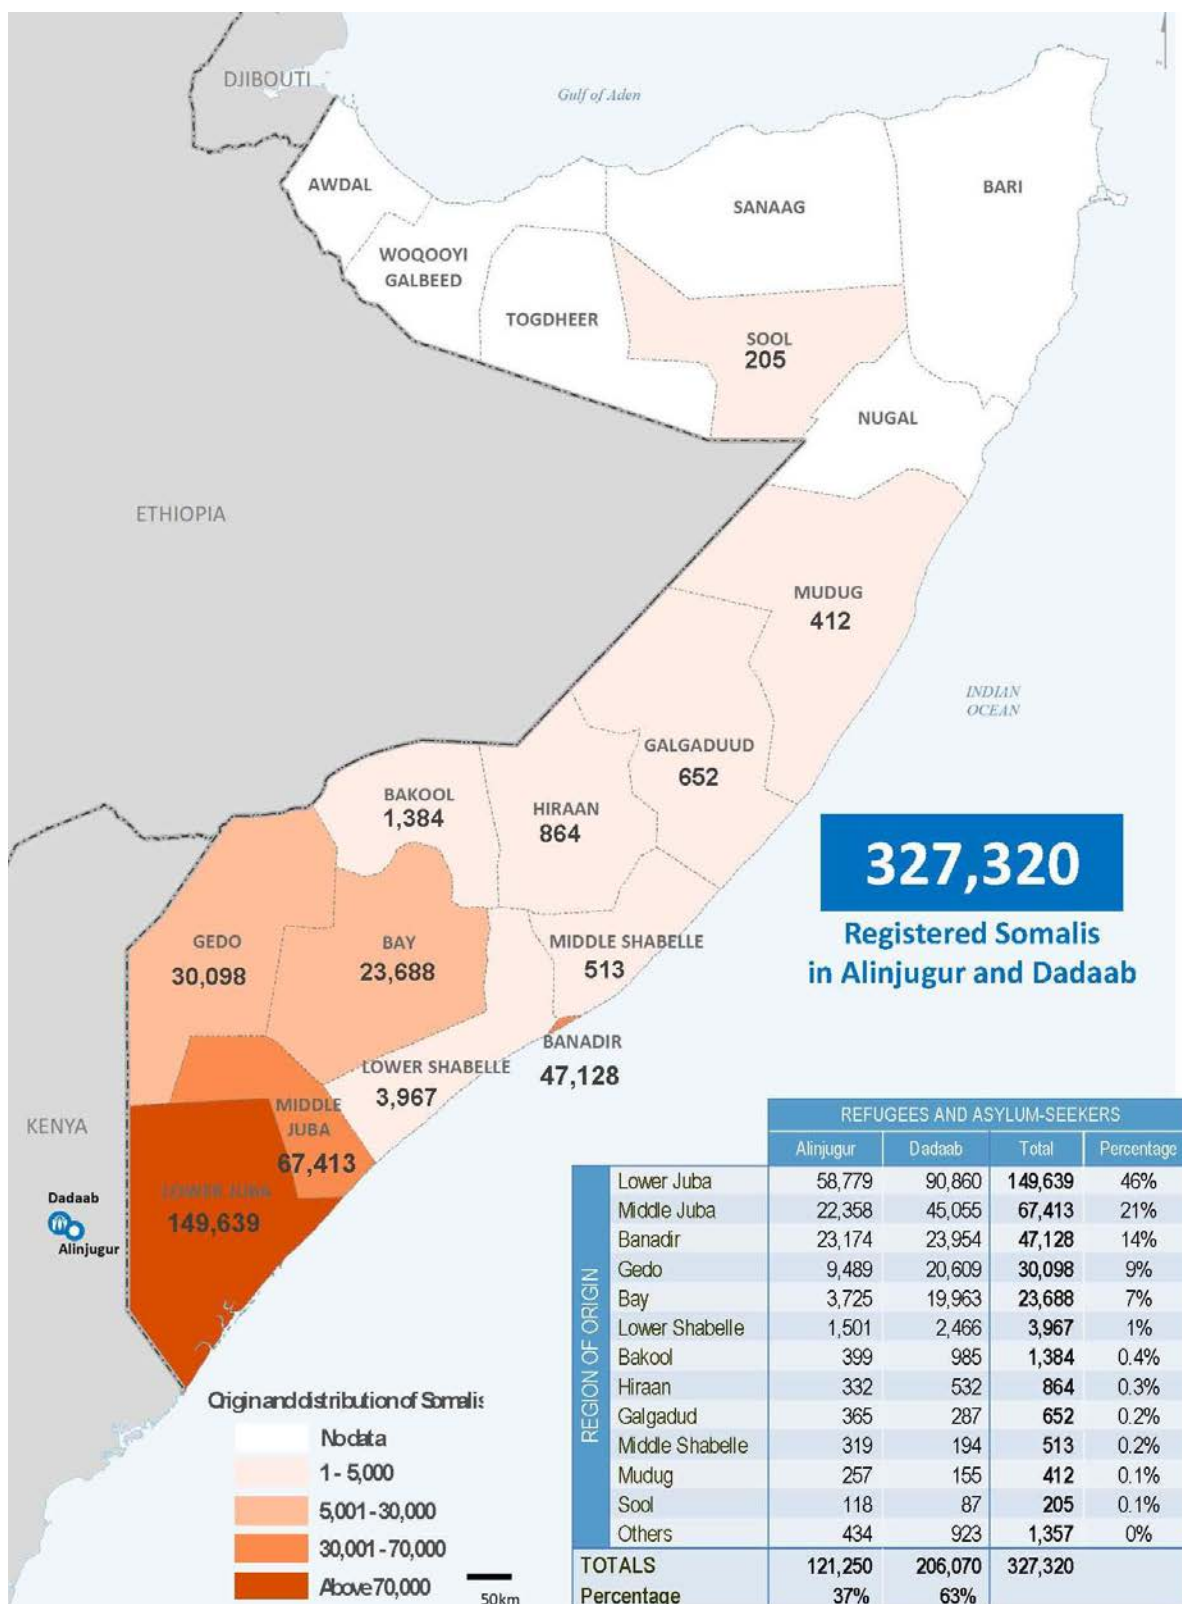 DJIBOUTI
Gulf of Aden
AWDAL
SANAAG
BARI
WOQOOYI
GALBEED
TOGDHEER
SOOL
205
NUGAL
ETHIOPIA
MUDUG
412
INDIAN
OCEAN
GALGADUUD
652
BAKOOL
1,384
HIRAAN
864
327,320
Registered Somalis
in Alinjugur and Dadaab
GEDO
30,098
BAY
23,688
MIDDLE SHABELLE
513
BANADIR
47,128
LOWER SHABELLE
3,967
KENYA
MIDDLE
JUBA
67,413
LOWER JUBA
149,639
Dadaab
Alinjugur
Origin and distribution of Somalis
No data
1 - 5,000
5,001 - 30,000
30,001 - 70,000
Above 70,000
50km
REFUGEES AND ASYLUM-SEEKERS
Alinjugur Dadaab Total Percentage
REGION OF ORIGIN
Lower Juba 58,779 90,860 149,639 46%
Middle Juba 22,358 45,055 67,413 21%
Banadir 23,174 23,954 47,128 14%
Gedo 9,489 20,609 30,098 9%
Bay 3,725 19,963 23,688 7%
Lower Shabelle 1,501 2,466 3,967 1%
Bakool 399 985 1,384 0.4%
Hiraan 332 532 864 0.3%
Galgadud 365 287 652 0.2%
Middle Shabelle 319 194 513 0.2%
Mudug 257 155 412 0.1%
Sool 118 87 205 0.1%
Others 434 923 1,357 0%
TOTALS 121,250 206,070 327,320
Percentage 37% 63%